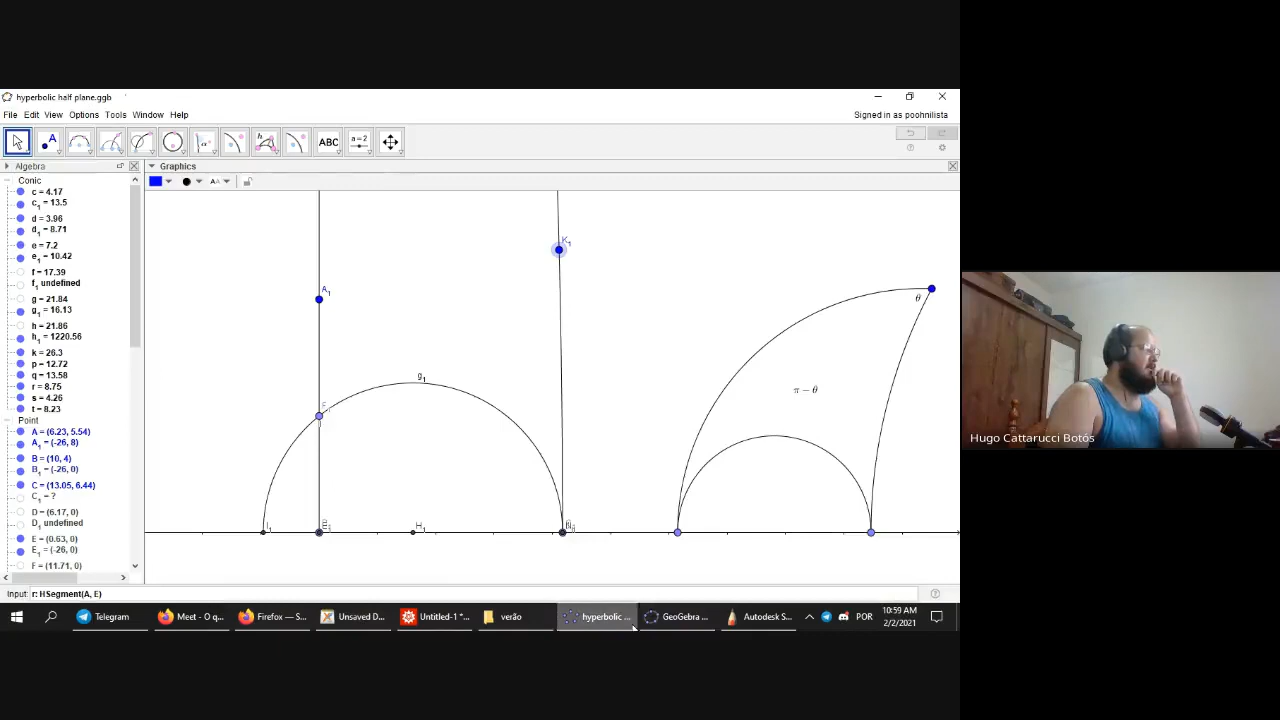 hyperbolic half plane.ggb
File Edit View Options Tools Window Help
Signed in as poohnilista
ABC
a=2
Algebra
Graphics
Conic
c = 4.17
c₁ = 13.5
d = 3.96
d₁ = 8.71
e = 7.2
e₁ = 10.42
f = 17.39
f₁ undefined
g = 21.84
g₁ = 16.13
h = 21.86
h₁ = 1220.56
k = 26.3
p = 12.72
q = 13.58
r = 8.75
s = 4.26
t = 8.23
Point
A = (6.23, 5.54)
A₁ = (-26, 8)
B = (10, 4)
B₁ = (-26, 0)
C = (13.05, 6.44)
C₁ = ?
D = (6.17, 0)
D₁ undefined
E = (0.63, 0)
E₁ = (-26, 0)
F = (11.71, 0)
K₁
A₁
θ
g₁
π − θ
I₁
H₁
Hugo Cattarucci Botós
Input: r: HSegment(A, E)
Telegram
Meet - O q...
Firefox — S...
Unsaved D...
Untitled-1 *...
verão
hyperbolic ...
GeoGebra ...
Autodesk S...
POR
10:59 AM
2/2/2021